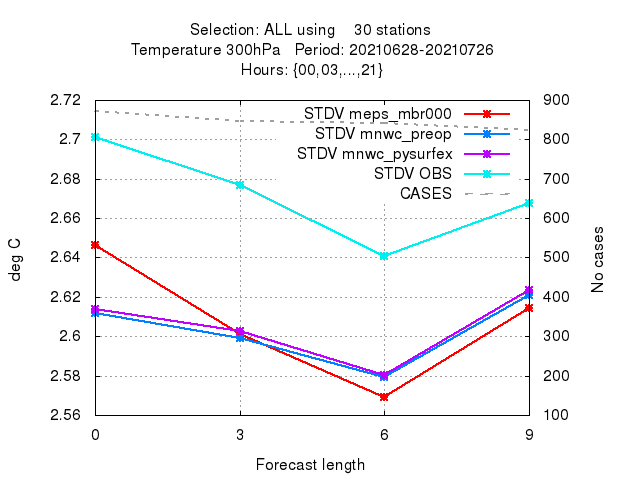 Selection: ALL using    30 stations
Temperature 300hPa   Period: 20210628-20210726
Hours: {00,03,...,21}
2.72
2.7
2.68
2.66
2.64
2.62
2.6
2.58
2.56
deg C
STDV meps_mbr000
STDV mnwc_preop
STDV mnwc_pysurfex
STDV OBS
CASES
900
800
700
600
500
400
300
200
100
No cases
0 3 6 9
Forecast length